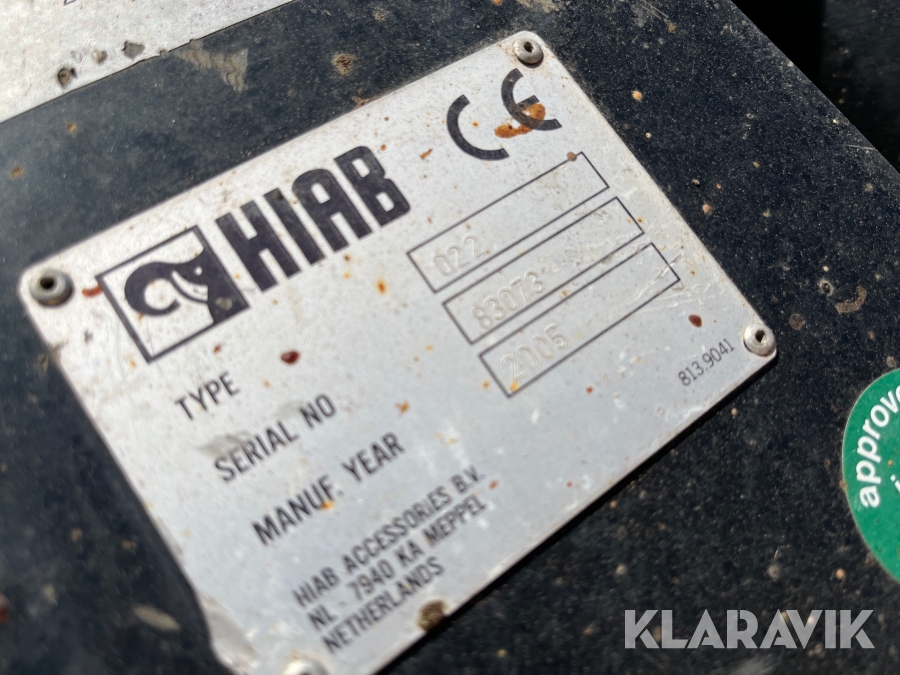 CE
HIAB
TYPE 022
SERIAL NO 83073
MANUF. YEAR 2005
813.9041
HIAB ACCESSORIES B.V.
NL - 7940 KA MEPPEL
NETHERLANDS
approve
KLARAVIK